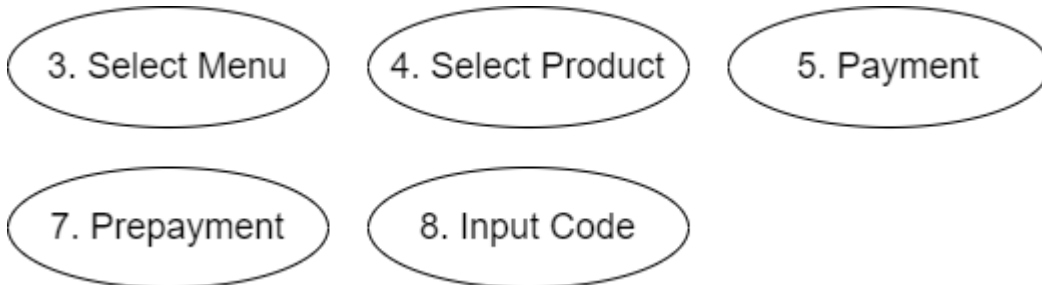 3. Select Menu
4. Select Product
5. Payment
7. Prepayment
8. Input Code